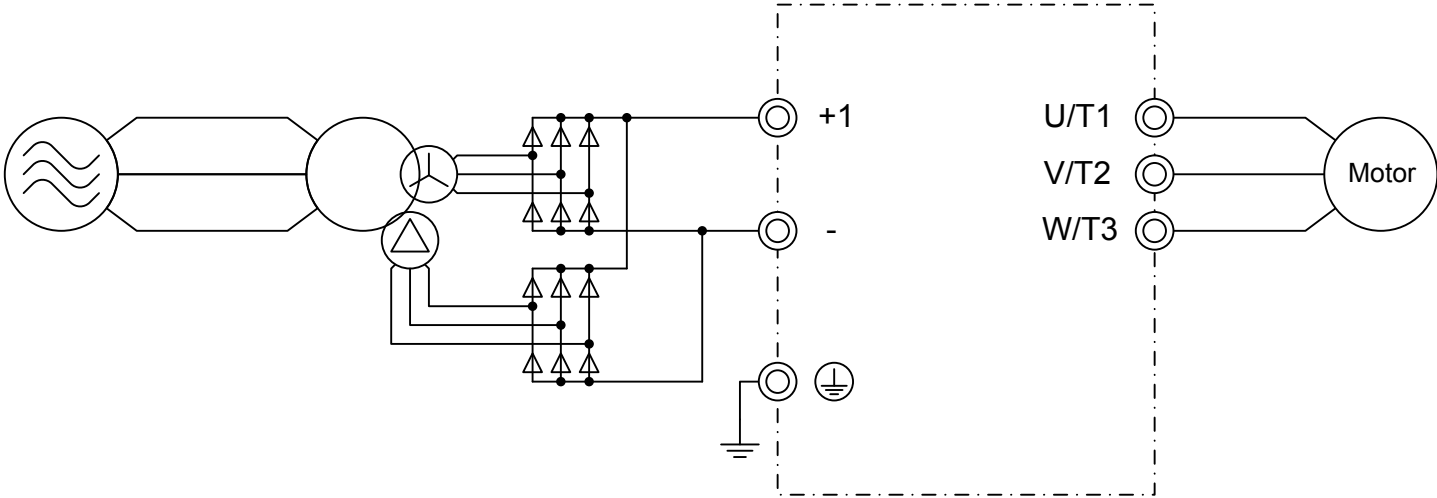 +1
U/T1
V/T2
Motor
-
W/T3